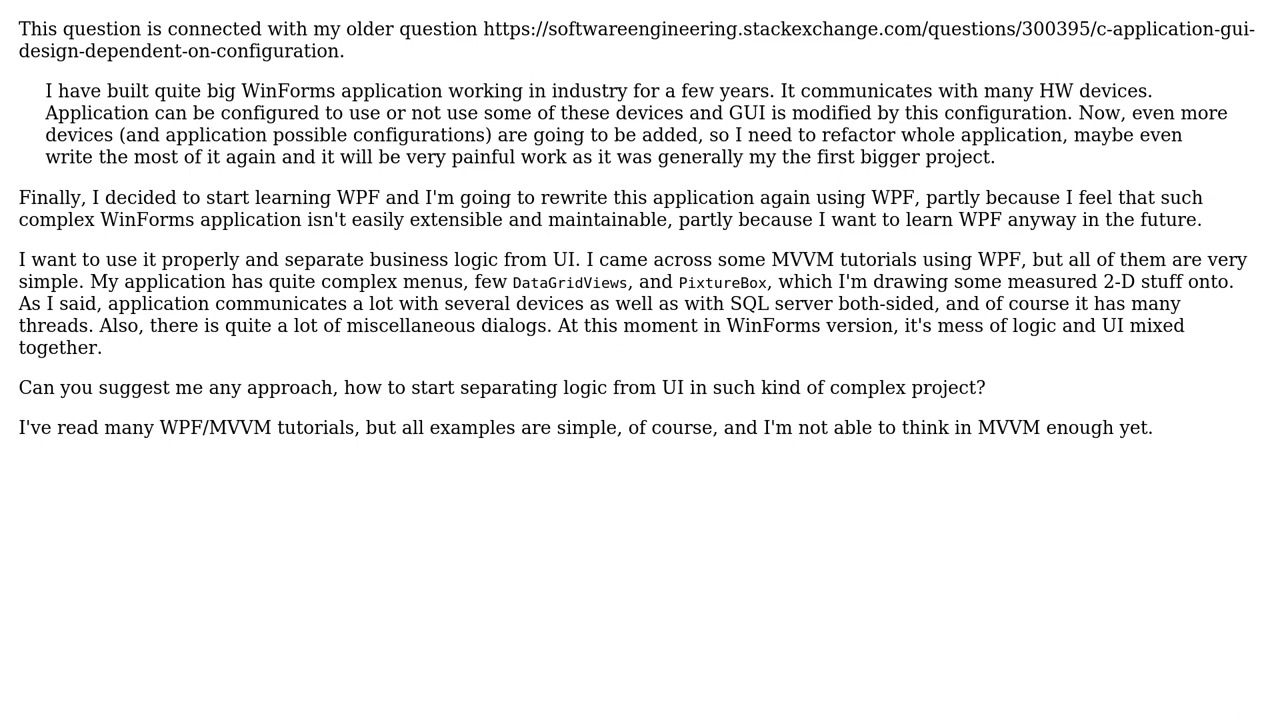 This question is connected with my older question https://softwareengineering.stackexchange.com/questions/300395/c-application-gui-
design-dependent-on-configuration.
I have built quite big WinForms application working in industry for a few years. It communicates with many HW devices.
Application can be configured to use or not use some of these devices and GUI is modified by this configuration. Now, even more
devices (and application possible configurations) are going to be added, so I need to refactor whole application, maybe even
write the most of it again and it will be very painful work as it was generally my the first bigger project.
Finally, I decided to start learning WPF and I'm going to rewrite this application again using WPF, partly because I feel that such
complex WinForms application isn't easily extensible and maintainable, partly because I want to learn WPF anyway in the future.
I want to use it properly and separate business logic from UI. I came across some MVVM tutorials using WPF, but all of them are very
simple. My application has quite complex menus, few DataGridViews, and PixtureBox, which I'm drawing some measured 2-D stuff onto.
As I said, application communicates a lot with several devices as well as with SQL server both-sided, and of course it has many
threads. Also, there is quite a lot of miscellaneous dialogs. At this moment in WinForms version, it's mess of logic and UI mixed
together.
Can you suggest me any approach, how to start separating logic from UI in such kind of complex project?
I've read many WPF/MVVM tutorials, but all examples are simple, of course, and I'm not able to think in MVVM enough yet.